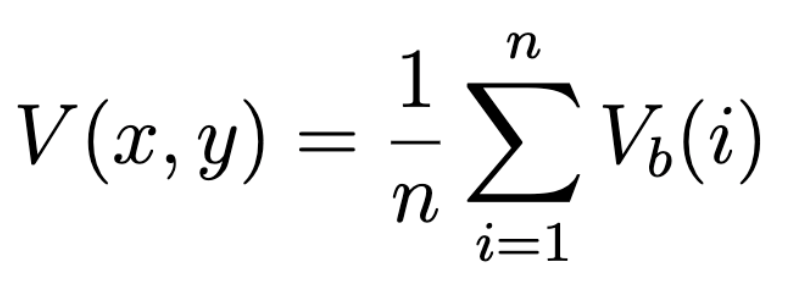 V(x, y) = \frac{1}{n} \sum_{i=1}^{n} V_b(i)